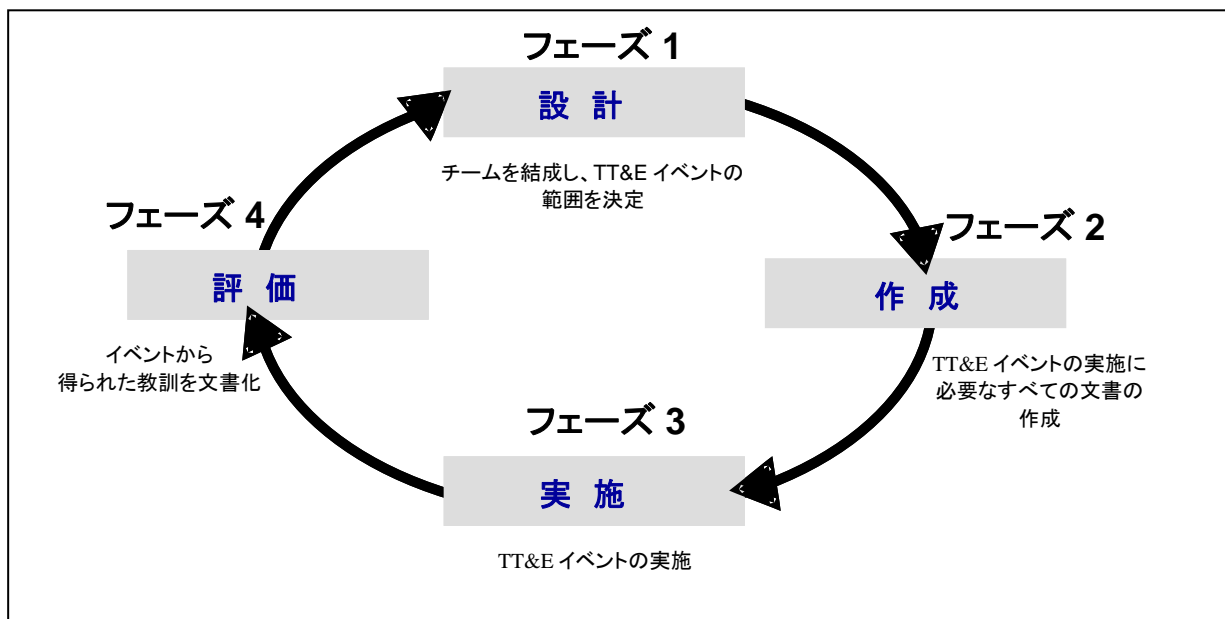 フェーズ 1
設 計
チームを結成し、TT&E イベントの
範囲を決定
フェーズ 2
作 成
TT&E イベントの実施に
必要なすべての文書の
作成
フェーズ 3
実 施
TT&E イベントの実施
フェーズ 4
評 価
イベントから
得られた教訓を文書化